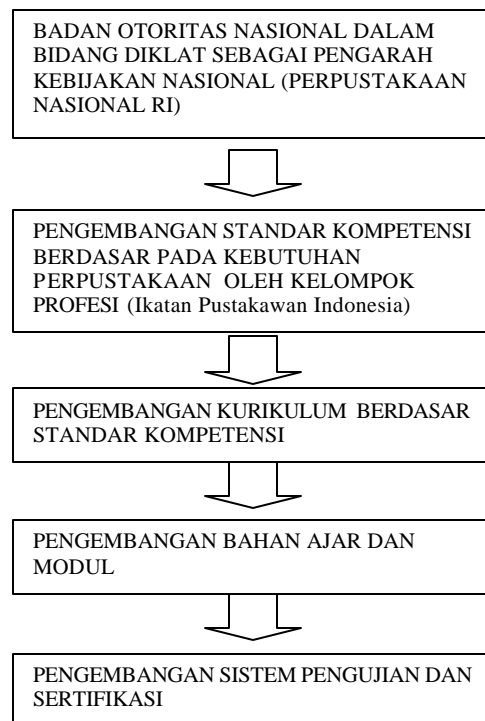 BADAN OTORITAS NASIONAL DALAM
BIDANG DIKLAT SEBAGAI PENGARAH
KEBIJAKAN NASIONAL (PERPUSTAKAAN
NASIONAL RI)
PENGEMBANGAN STANDAR KOMPETENSI
BERDASAR PADA KEBUTUHAN
PERPUSTAKAAN OLEH KELOMPOK
PROFESI (Ikatan Pustakawan Indonesia)
PENGEMBANGAN KURIKULUM BERDASAR
STANDAR KOMPETENSI
PENGEMBANGAN BAHAN AJAR DAN
MODUL
PENGEMBANGAN SISTEM PENGUJIAN DAN
SERTIFIKASI